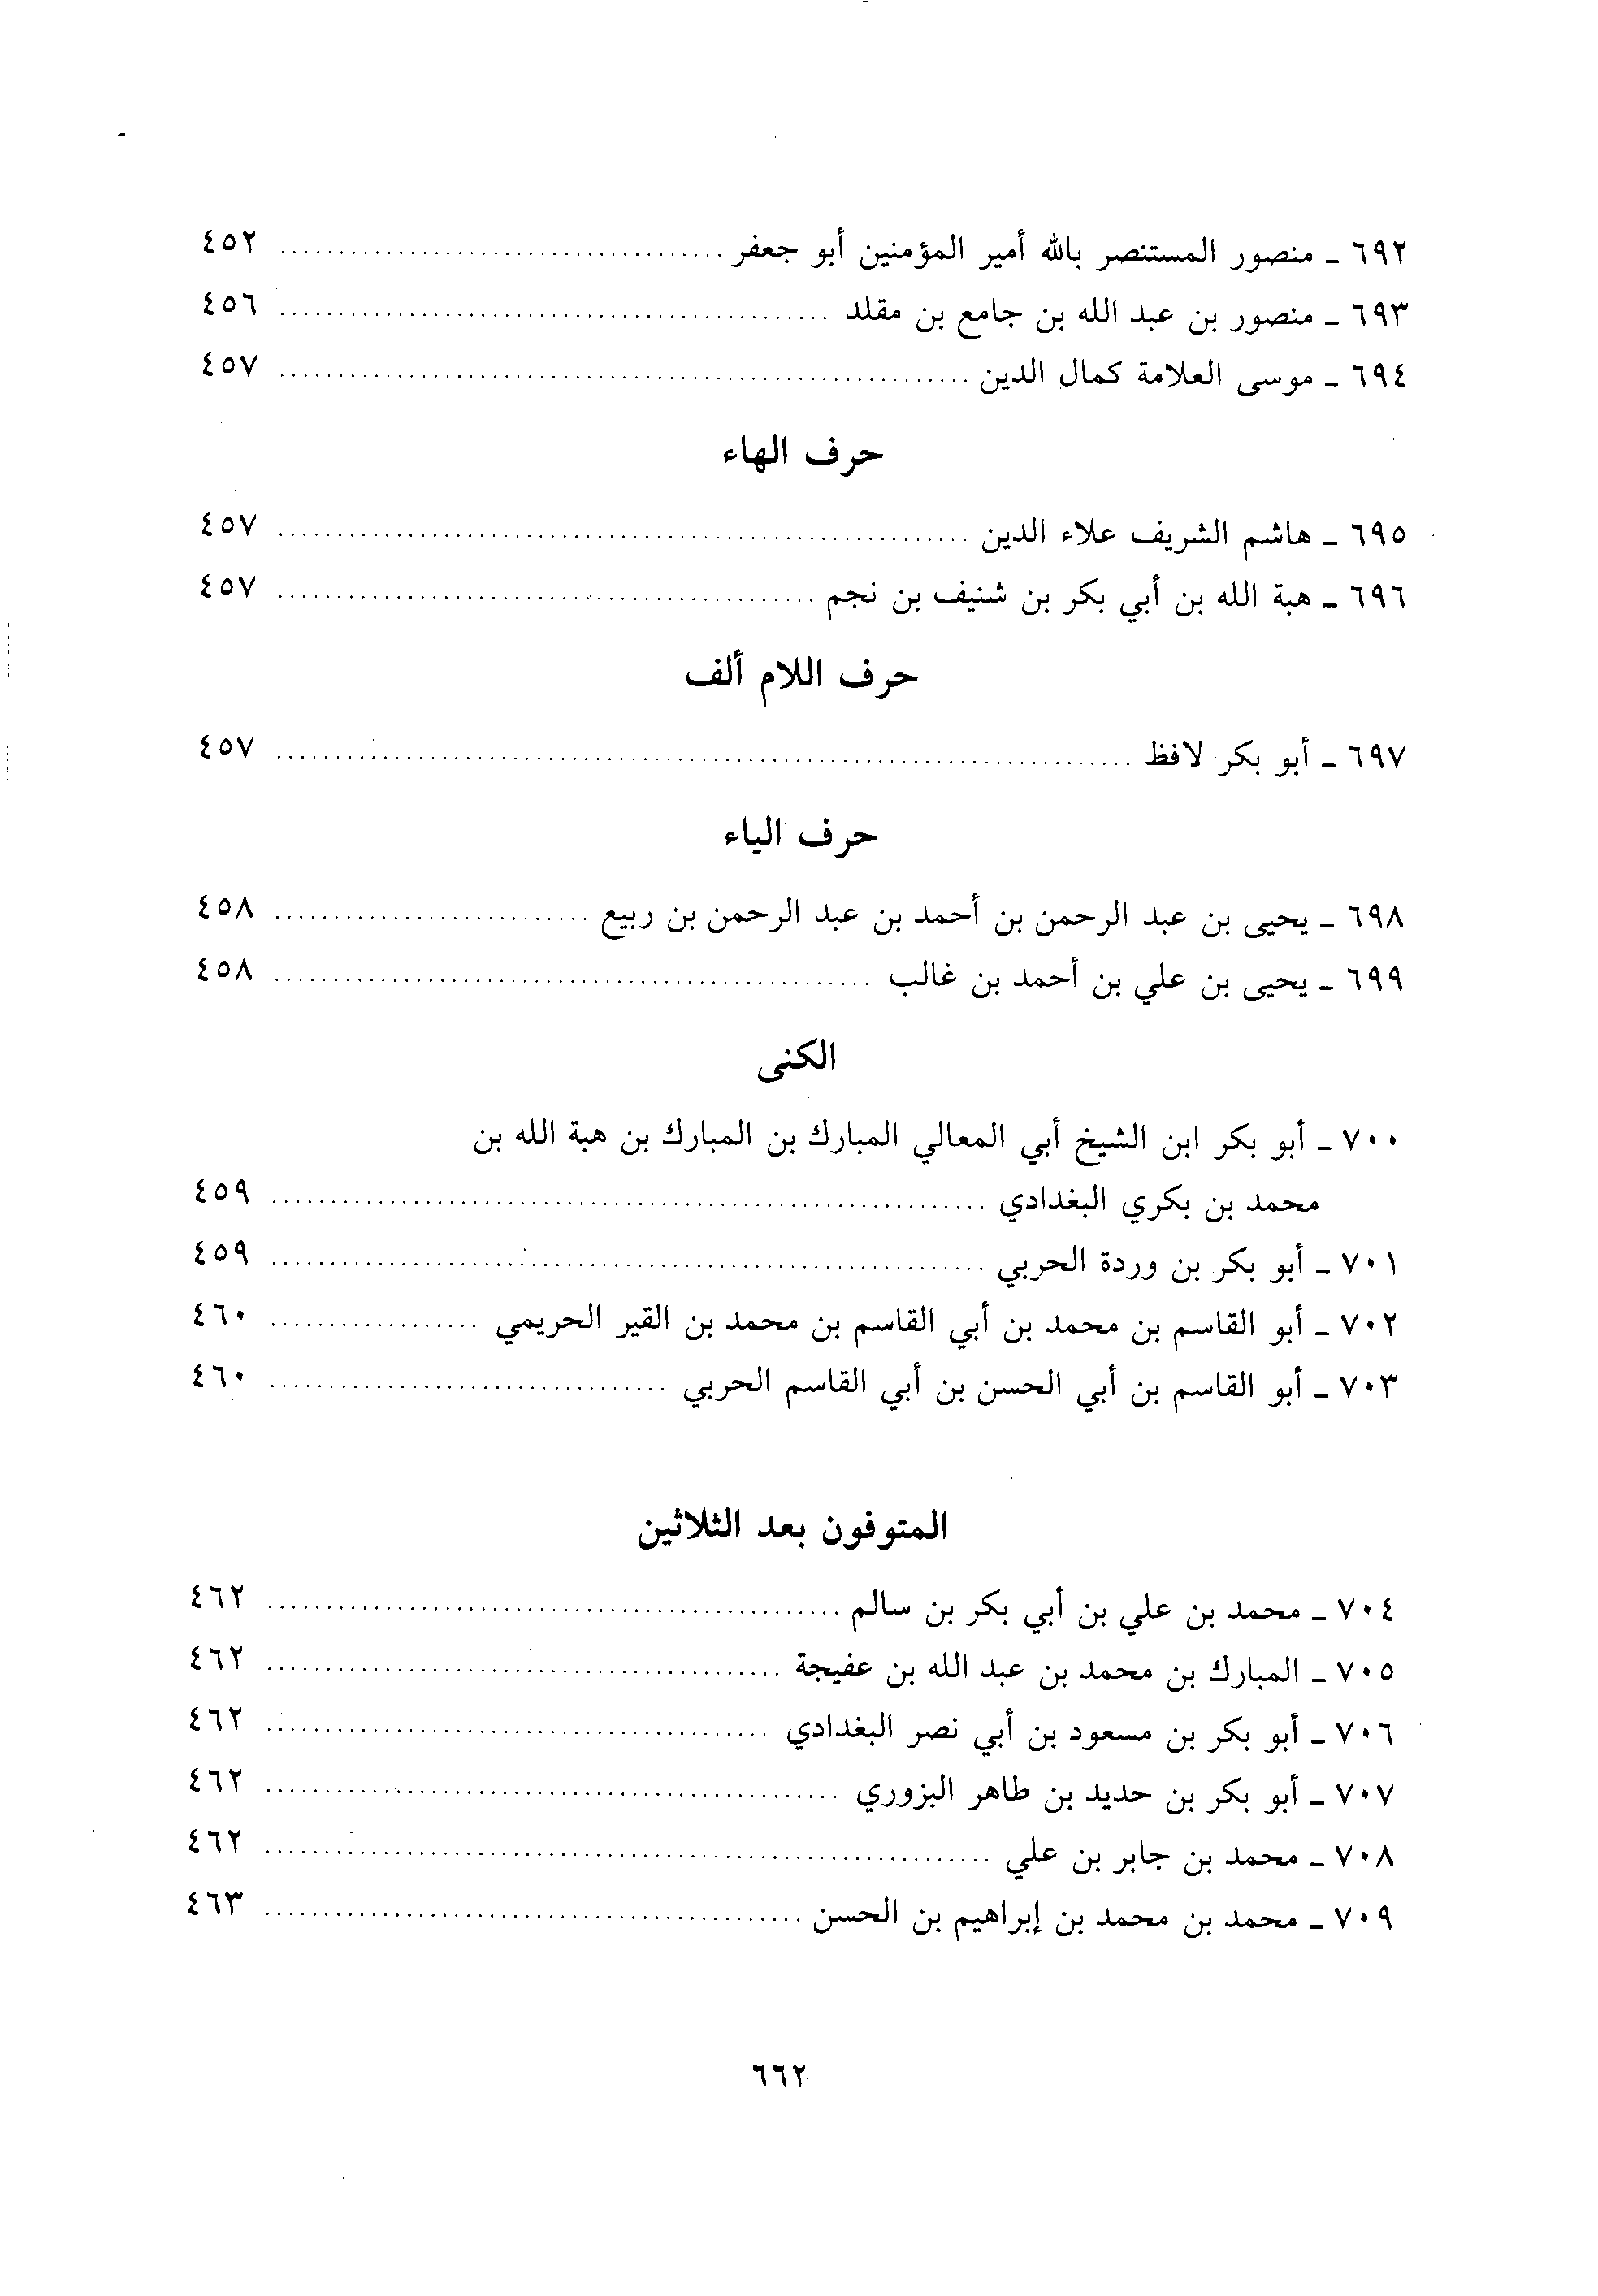 ٦٩٢ ـ منصور المستنصر بالله أمير المؤمنين أبو جعفر ........ ٤٥٢
٦٩٣ ـ منصور بن عبد الله بن جامع بن مقلد ........ ٤٥٦
٦٩٤ ـ موسى العلامة كمال الدين ........ ٤٥٧
حرف الهاء
٦٩٥ ـ هاشم الشريف علاء الدين ........ ٤٥٧
٦٩٦ ـ هبة الله بن أبي بكر بن شنيف بن نجم ........ ٤٥٧
حرف اللام ألف
٦٩٧ ـ أبو بكر لافظ ........ ٤٥٧
حرف الياء
٦٩٨ ـ يحيى بن عبد الرحمن بن أحمد بن عبد الرحمن بن ربيع ........ ٤٥٨
٦٩٩ ـ يحيى بن علي بن أحمد بن غالب ........ ٤٥٨
الكنى
٧٠٠ ـ أبو بكر ابن الشيخ أبي المعالي المبارك بن المبارك بن هبة الله بن
محمد بن بكري البغدادي ........ ٤٥٩
٧٠١ ـ أبو بكر بن وردة الحربي ........ ٤٥٩
٧٠٢ ـ أبو القاسم بن محمد بن أبي القاسم بن محمد بن القير الحريمي ........ ٤٦٠
٧٠٣ ـ أبو القاسم بن أبي الحسن بن أبي القاسم الحربي ........ ٤٦٠
المتوفون بعد الثلاثين
٧٠٤ ـ محمد بن علي بن أبي بكر بن سالم ........ ٤٦٢
٧٠٥ ـ المبارك بن محمد بن عبد الله بن عفيجة ........ ٤٦٢
٧٠٦ ـ أبو بكر بن مسعود بن أبي نصر البغدادي ........ ٤٦٢
٧٠٧ ـ أبو بكر بن حديد بن طاهر البزوري ........ ٤٦٢
٧٠٨ ـ محمد بن جابر بن علي ........ ٤٦٢
٧٠٩ ـ محمد بن محمد بن إبراهيم بن الحسن ........ ٤٦٣
٦٦٢